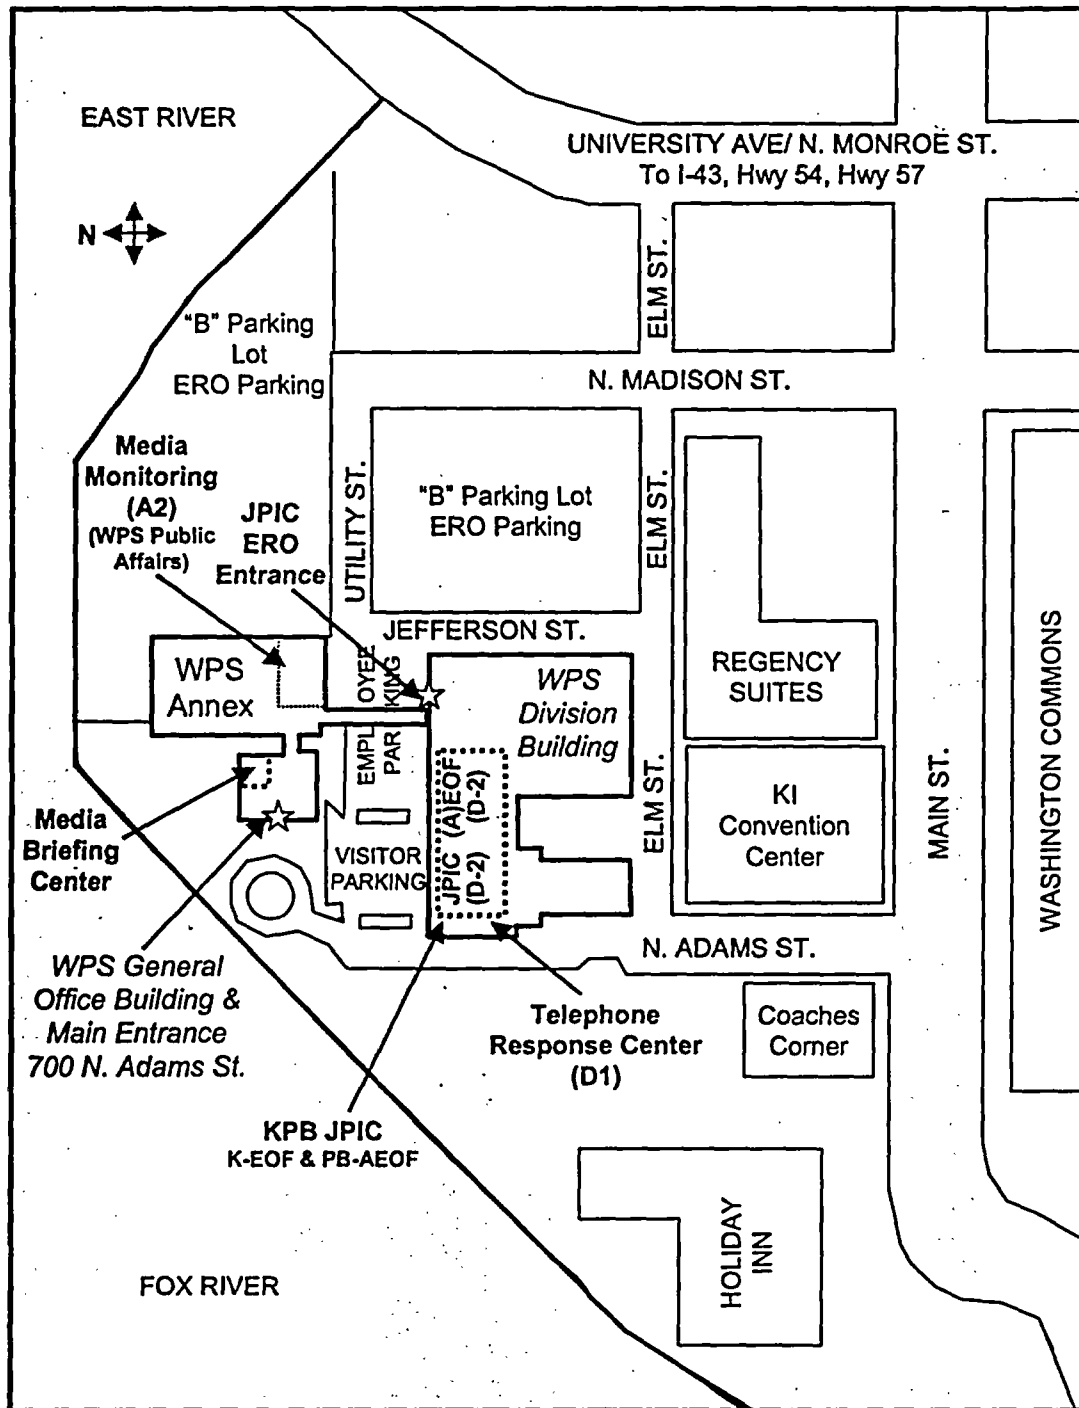 EAST RIVER
UNIVERSITY AVE/ N. MONROE ST.
To I-43, Hwy 54, Hwy 57
N
ELM ST.
"B" Parking
Lot
ERO Parking
N. MADISON ST.
Media
Monitoring
(A2)
(WPS Public
Affairs)
JPIC
ERO
Entrance
UTILITY ST.
"B" Parking Lot
ERO Parking
ELM ST.
JEFFERSON ST.
WPS
Annex
EMPLOYEE
PARKING
WPS
Division
Building
REGENCY
SUITES
WASHINGTON COMMONS
Media
Briefing
Center
VISITOR
PARKING
JPIC (A)EOF
(D-2) (D-2)
ELM ST.
KI
Convention
Center
MAIN ST.
N. ADAMS ST.
WPS General
Office Building &
Main Entrance
700 N. Adams St.
Telephone
Response Center
(D1)
Coaches
Corner
KPB JPIC
K-EOF & PB-AEOF
HOLIDAY
INN
FOX RIVER